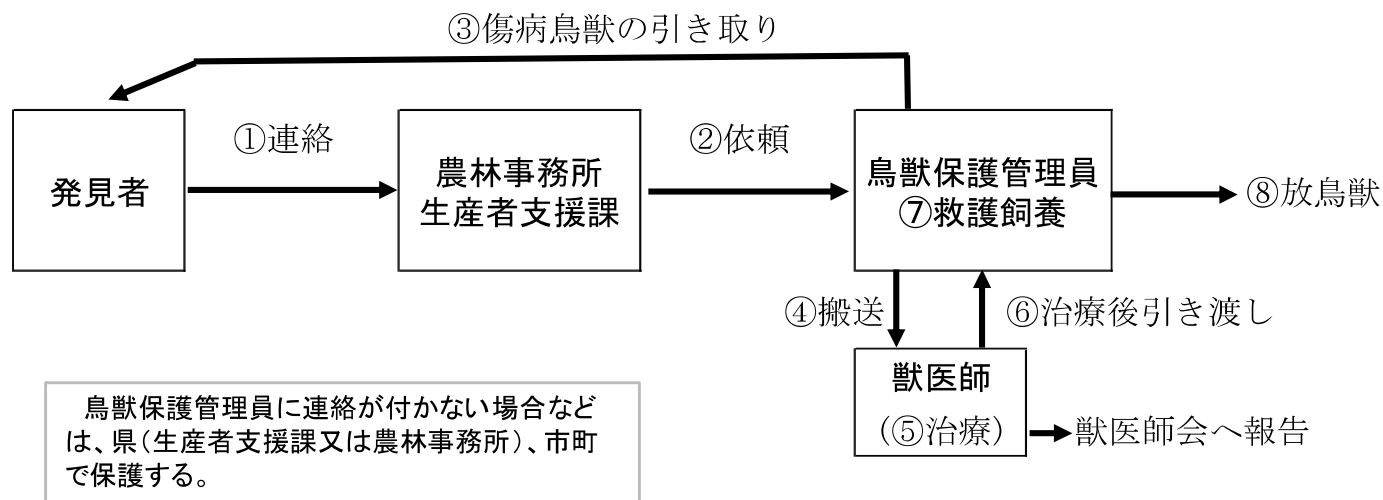 ③傷病鳥獣の引き取り
①連絡
②依頼
発見者
農林事務所
生産者支援課
鳥獣保護管理員
⑦救護飼養
⑧放鳥獣
④搬送
⑥治療後引き渡し
獣医師
（⑤治療）
獣医師会へ報告
鳥獣保護管理員に連絡が付かない場合など
は、県（生産者支援課又は農林事務所）、市町
で保護する。